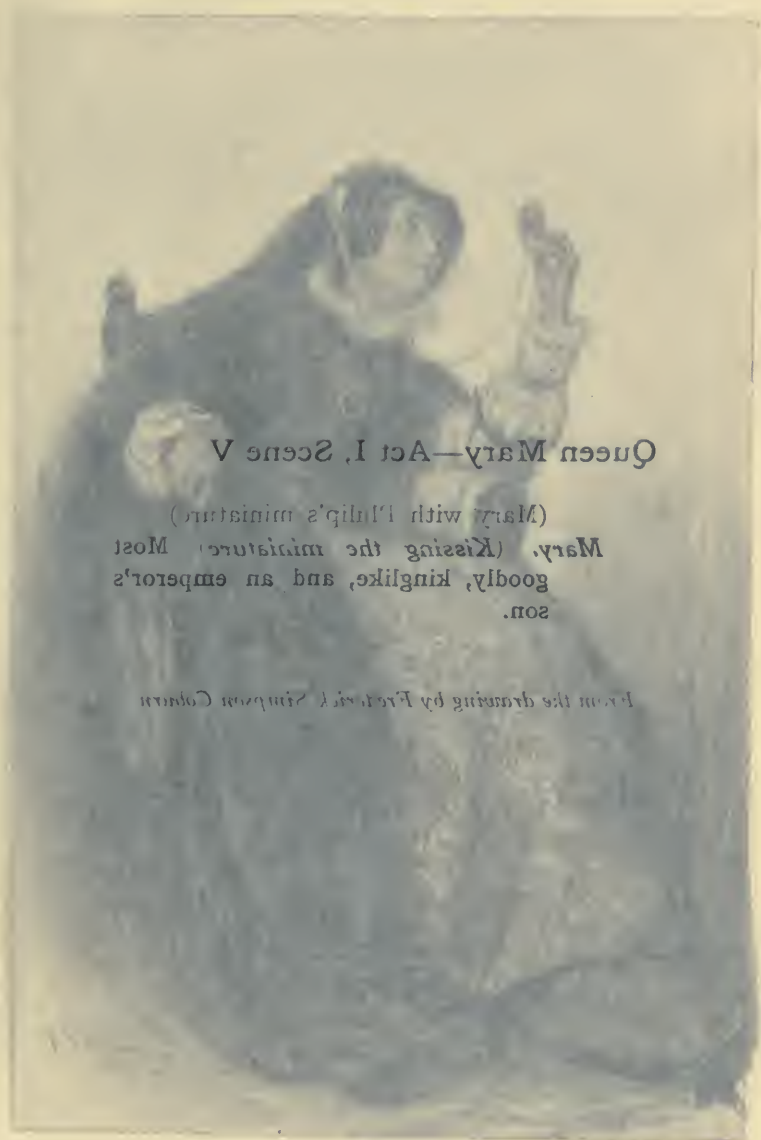 Queen Mary—Act I, Scene V
(Mary with Philip's miniature)
Mary. (Kissing the miniature) Most
goodly, kinglike, and an emperor's
son.
From the drawing by Frederick Simpson Coburn